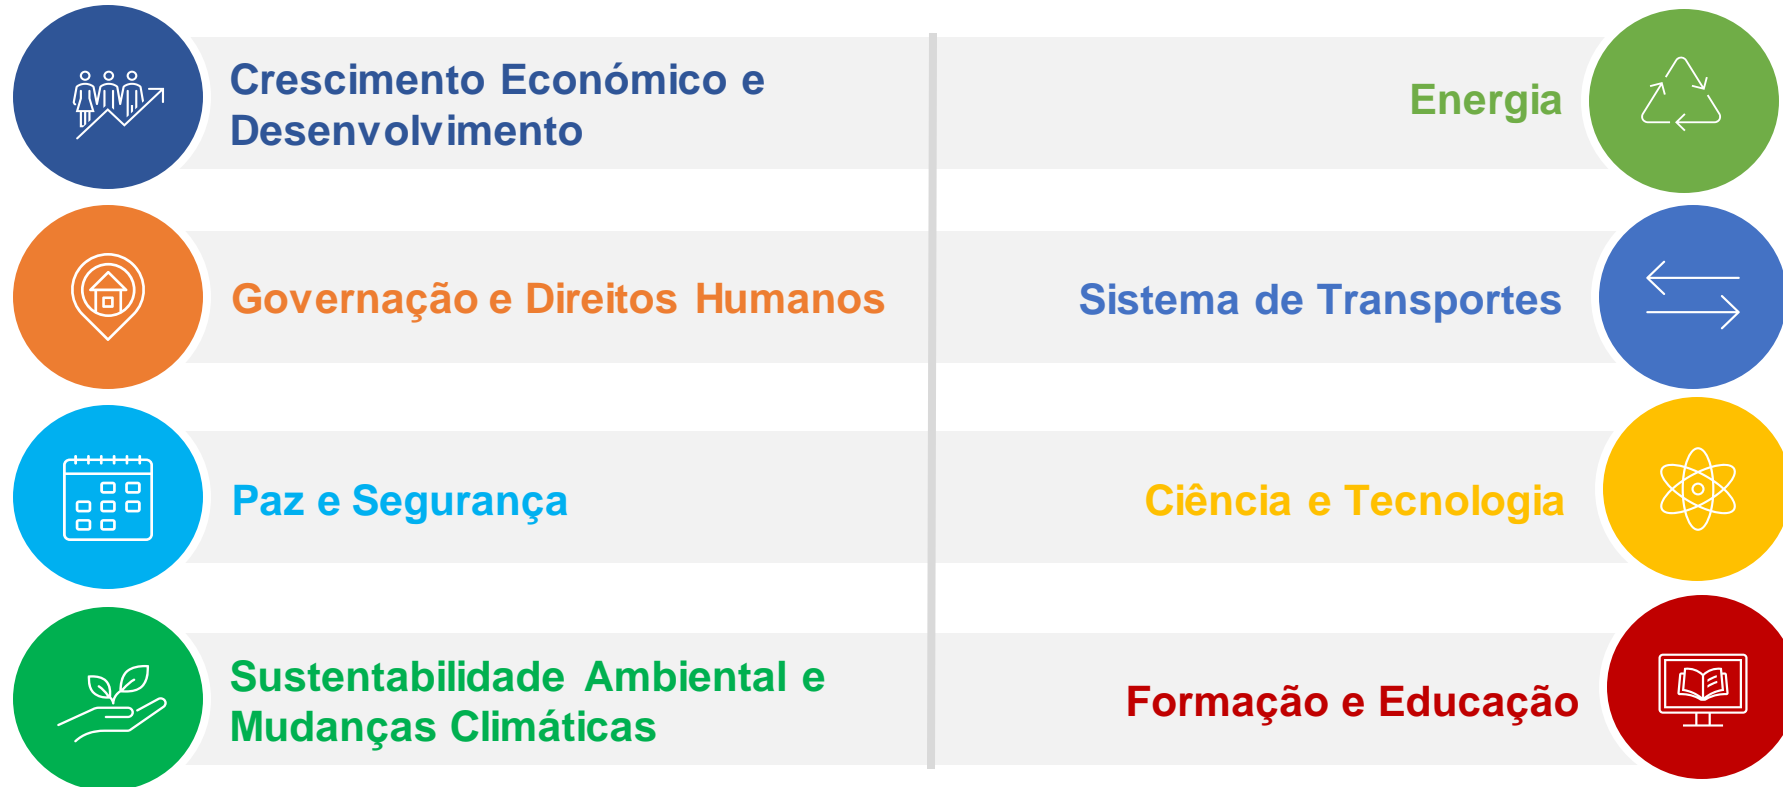 Crescimento Económico e
Desenvolvimento
Governação e Direitos Humanos
Paz e Segurança
Sustentabilidade Ambiental e
Mudanças Climáticas
Energia
Sistema de Transportes
Ciência e Tecnologia
Formação e Educação